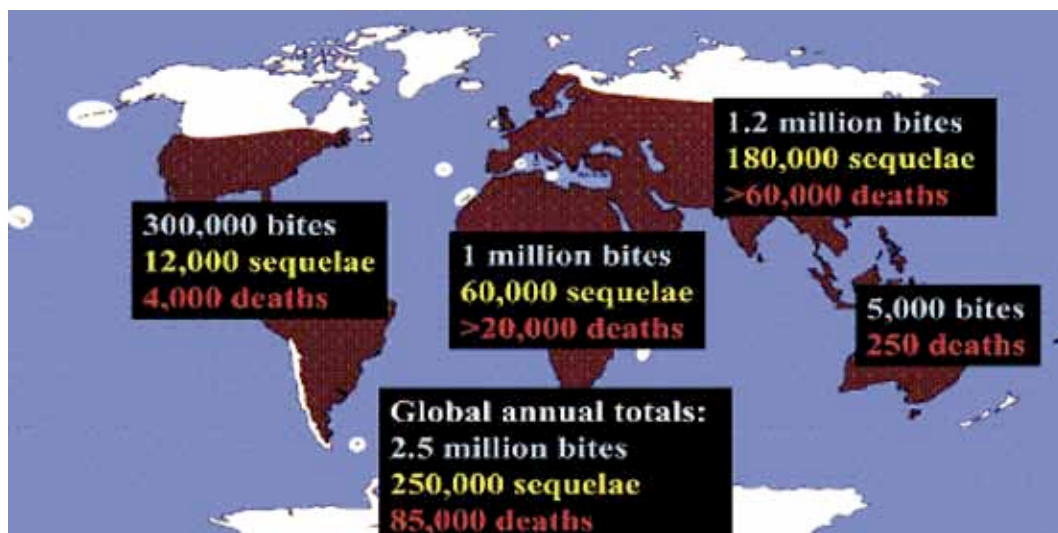 300,000 bites
12,000 sequelae
4,000 deaths
1 million bites
60,000 sequelae
>20,000 deaths
1.2 million bites
180,000 sequelae
>60,000 deaths
5,000 bites
250 deaths
Global annual totals:
2.5 million bites
250,000 sequelae
85,000 deaths